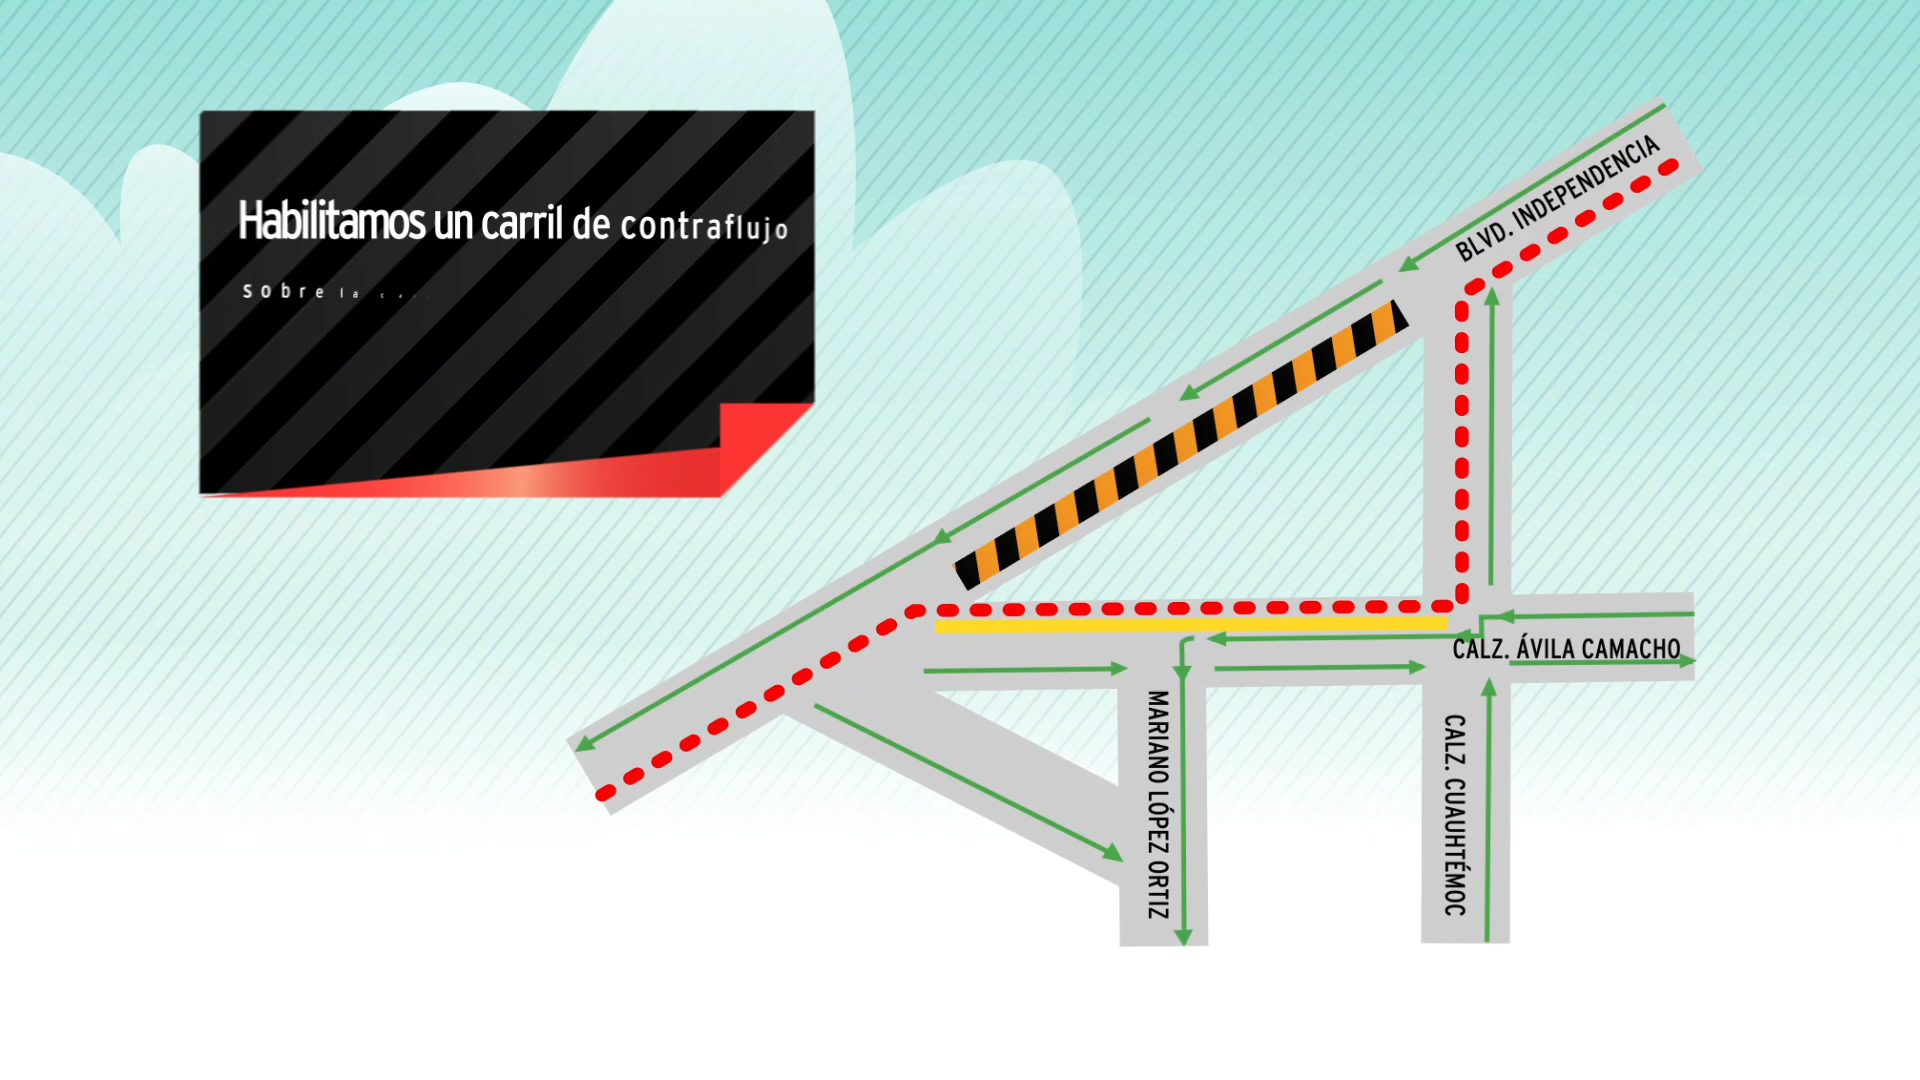 Habilitamos un carril de contraflujo
sobre la
BLVD. INDEPENDENCIA
CALZ. ÁVILA CAMACHO
MARIANO LÓPEZ ORTIZ
CALZ. CUAUHTÉMOC